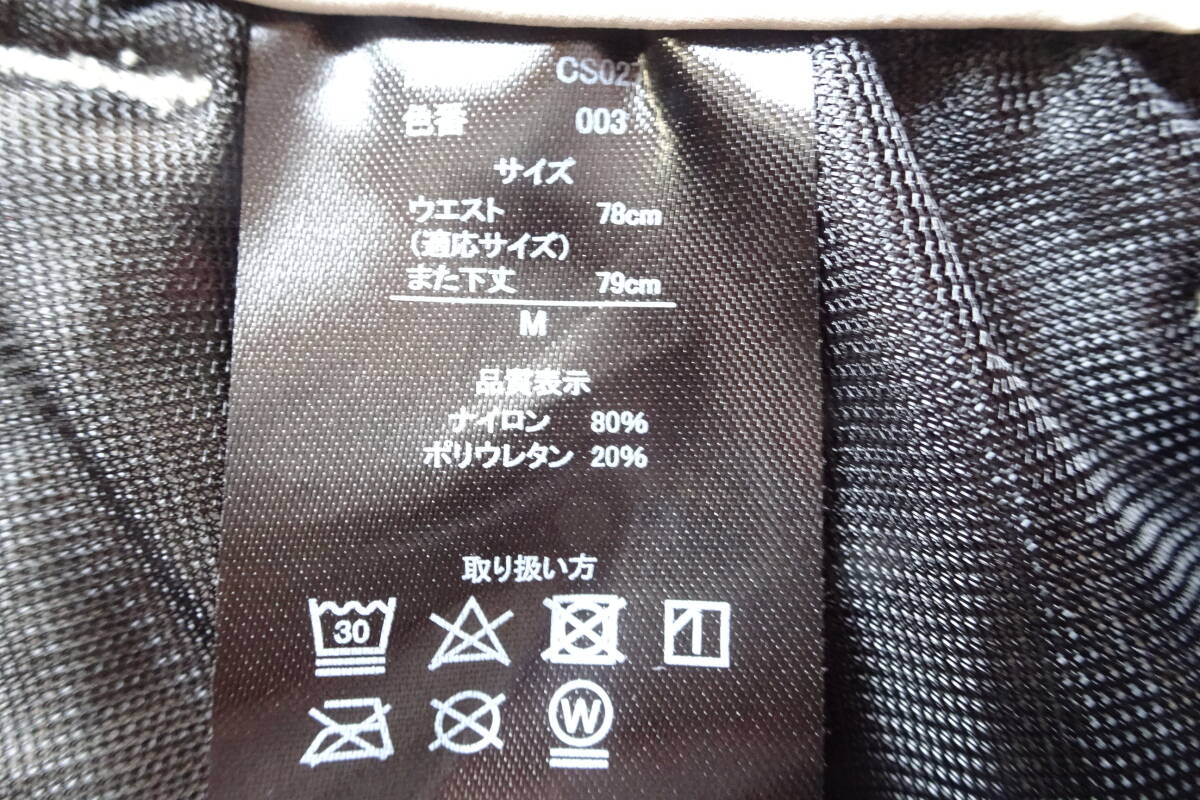 CS027
色番 003
サイズ
ウエスト 78cm
(適応サイズ)
また下丈 79cm
M
品質表示
ナイロン 80%
ポリウレタン 20%
取り扱い方
30
W